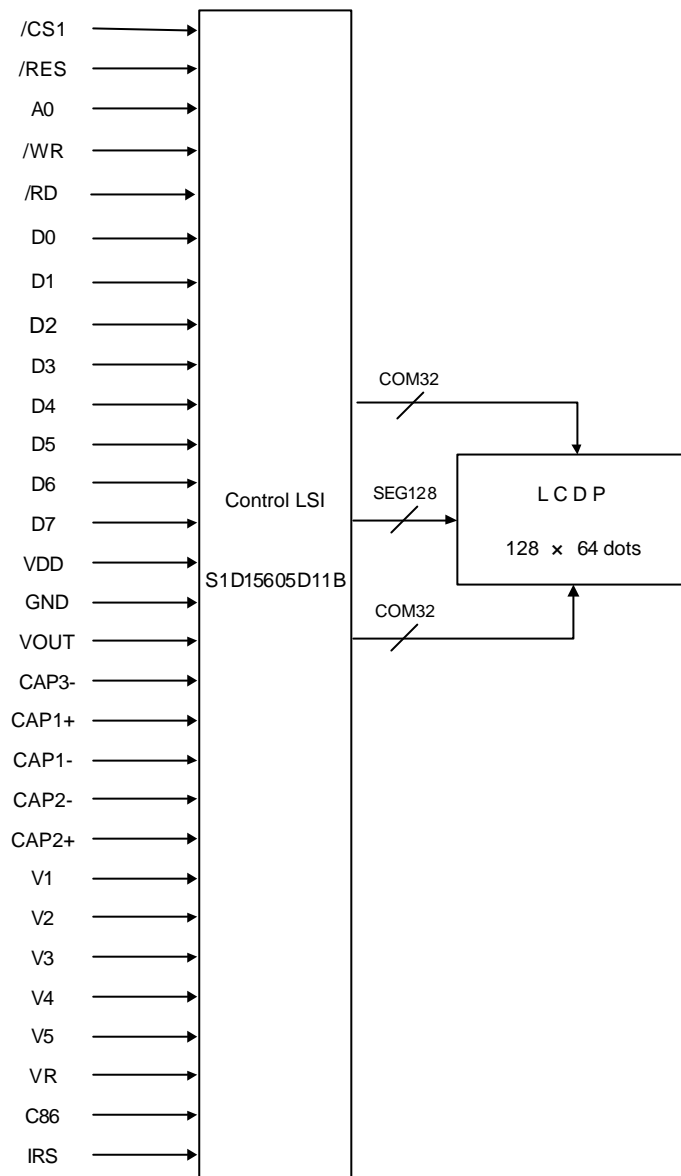 /CS1
/RES
A0
/WR
/RD
D0
D1
D2
D3
D4
D5
D6
D7
VDD
GND
VOUT
CAP3-
CAP1+
CAP1-
CAP2-
CAP2+
V1
V2
V3
V4
V5
VR
C86
IRS
Control LSI
S1D15605D11B
COM32
SEG128
COM32
LCDP
128 × 64 dots